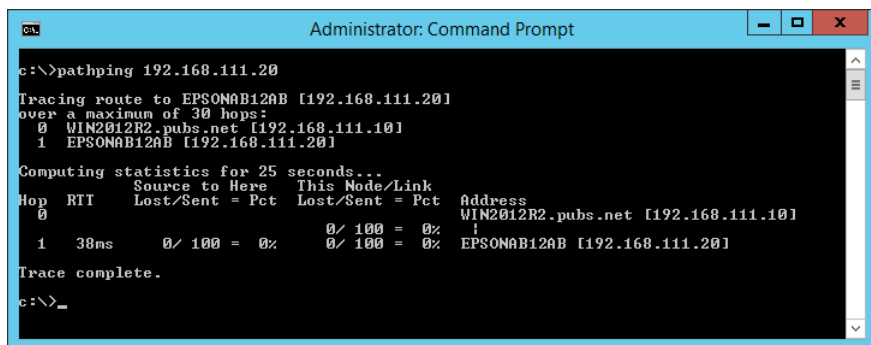 Administrator: Command Prompt
c:\>pathping 192.168.111.20
Tracing route to EPSONAB12AB [192.168.111.20]
over a maximum of 30 hops:
  0  WIN2012R2.pubs.net [192.168.111.10]
  1  EPSONAB12AB [192.168.111.20]
Computing statistics for 25 seconds...
            Source to Here   This Node/Link
Hop  RTT    Lost/Sent = Pct  Lost/Sent = Pct  Address
  0                                           WIN2012R2.pubs.net [192.168.111.10]
                                0/ 100 =  0%   |
  1   38ms     0/ 100 =  0%     0/ 100 =  0%  EPSONAB12AB [192.168.111.20]
Trace complete.
c:\>_